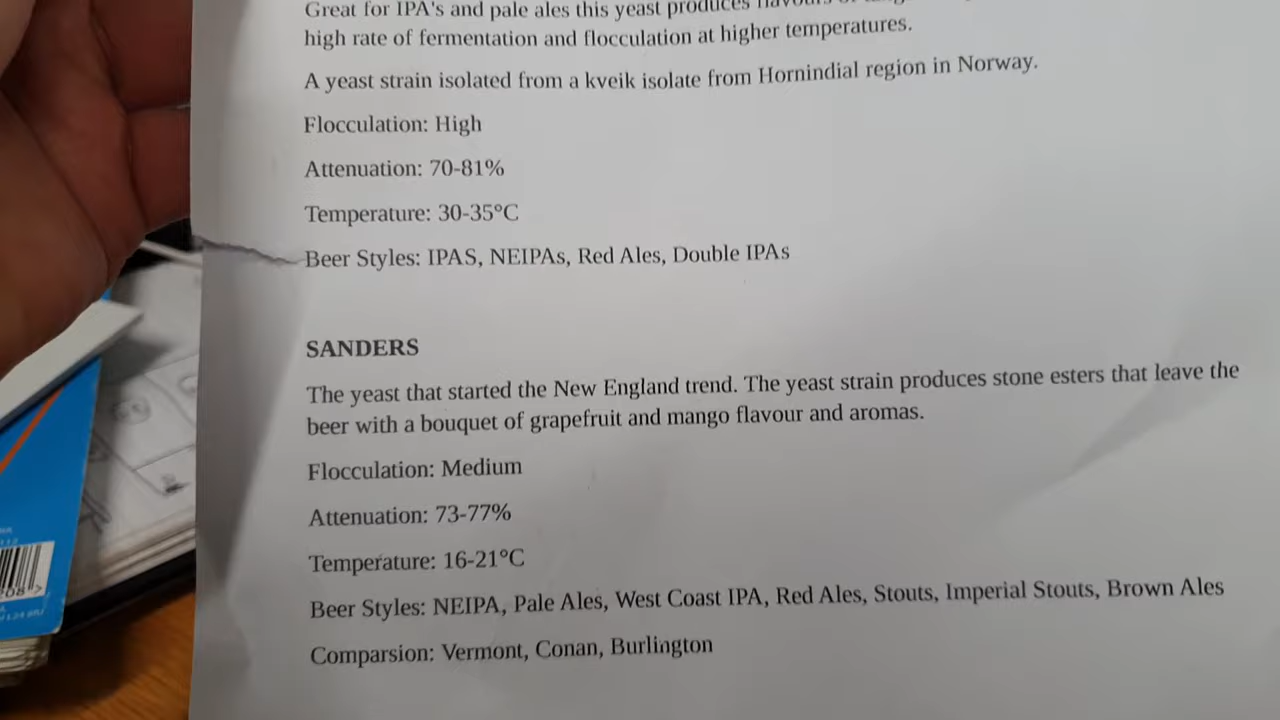 Great for IPA's and pale ales this yeast produces flavours of
high rate of fermentation and flocculation at higher temperatures.
A yeast strain isolated from a kveik isolate from Hornindial region in Norway.
Flocculation: High
Attenuation: 70-81%
Temperature: 30-35°C
Beer Styles: IPAS, NEIPAs, Red Ales, Double IPAs
SANDERS
The yeast that started the New England trend. The yeast strain produces stone esters that leave the
beer with a bouquet of grapefruit and mango flavour and aromas.
Flocculation: Medium
Attenuation: 73-77%
Temperature: 16-21°C
Beer Styles: NEIPA, Pale Ales, West Coast IPA, Red Ales, Stouts, Imperial Stouts, Brown Ales
Comparsion: Vermont, Conan, Burlington